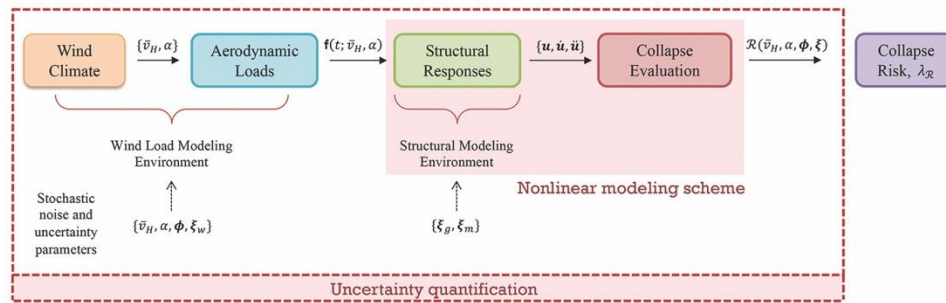 Wind
Climate
{v̄_H, α}
Aerodynamic
Loads
f(t; v̄_H, α)
Structural
Responses
{u, u̇, ü}
Collapse
Evaluation
ℛ(v̄_H, α, ϕ, ξ)
Collapse
Risk, λ_ℛ
Wind Load Modeling
Environment
Structural Modeling
Environment
Nonlinear modeling scheme
Stochastic
noise and
uncertainty
parameters
{v̄_H, α, ϕ, ξ_w}
{ξ_g, ξ_m}
Uncertainty quantification